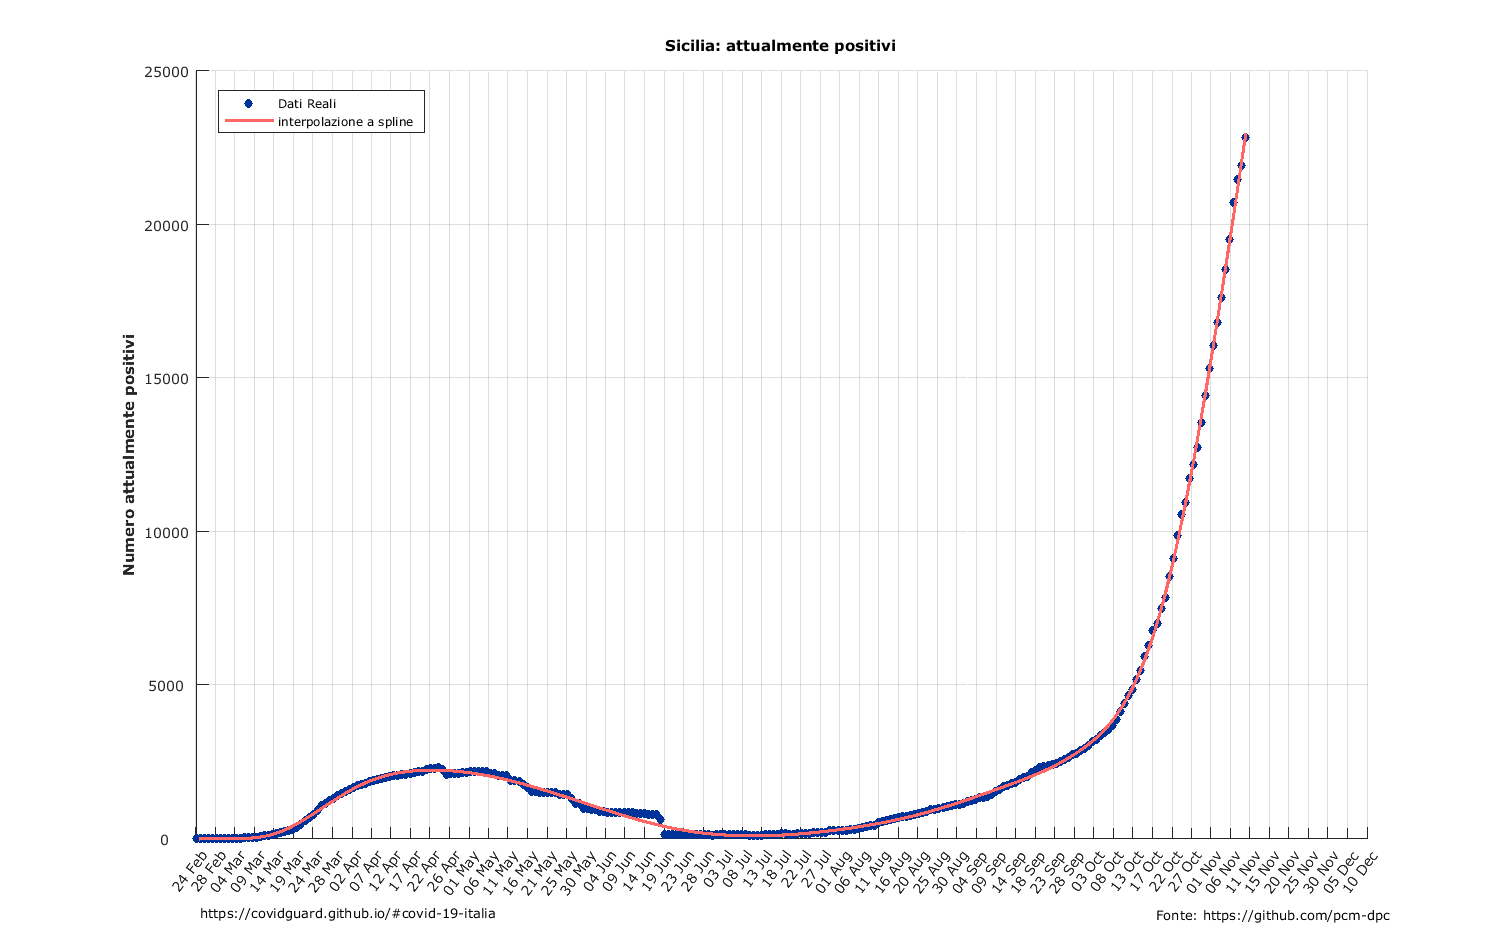 Sicilia: attualmente positivi
25000
20000
15000
10000
5000
0
Numero attualmente positivi
Dati Reali
interpolazione a spline
24 Feb
28 Feb
04 Mar
09 Mar
14 Mar
19 Mar
24 Mar
28 Mar
02 Apr
07 Apr
12 Apr
17 Apr
22 Apr
26 Apr
01 May
06 May
11 May
16 May
21 May
25 May
30 May
04 Jun
09 Jun
14 Jun
19 Jun
23 Jun
28 Jun
03 Jul
08 Jul
13 Jul
18 Jul
22 Jul
27 Jul
01 Aug
06 Aug
11 Aug
16 Aug
20 Aug
25 Aug
30 Aug
04 Sep
09 Sep
14 Sep
18 Sep
23 Sep
28 Sep
03 Oct
08 Oct
13 Oct
17 Oct
22 Oct
27 Oct
01 Nov
06 Nov
11 Nov
15 Nov
20 Nov
25 Nov
30 Nov
05 Dec
10 Dec
https://covidguard.github.io/#covid-19-italia
Fonte: https://github.com/pcm-dpc